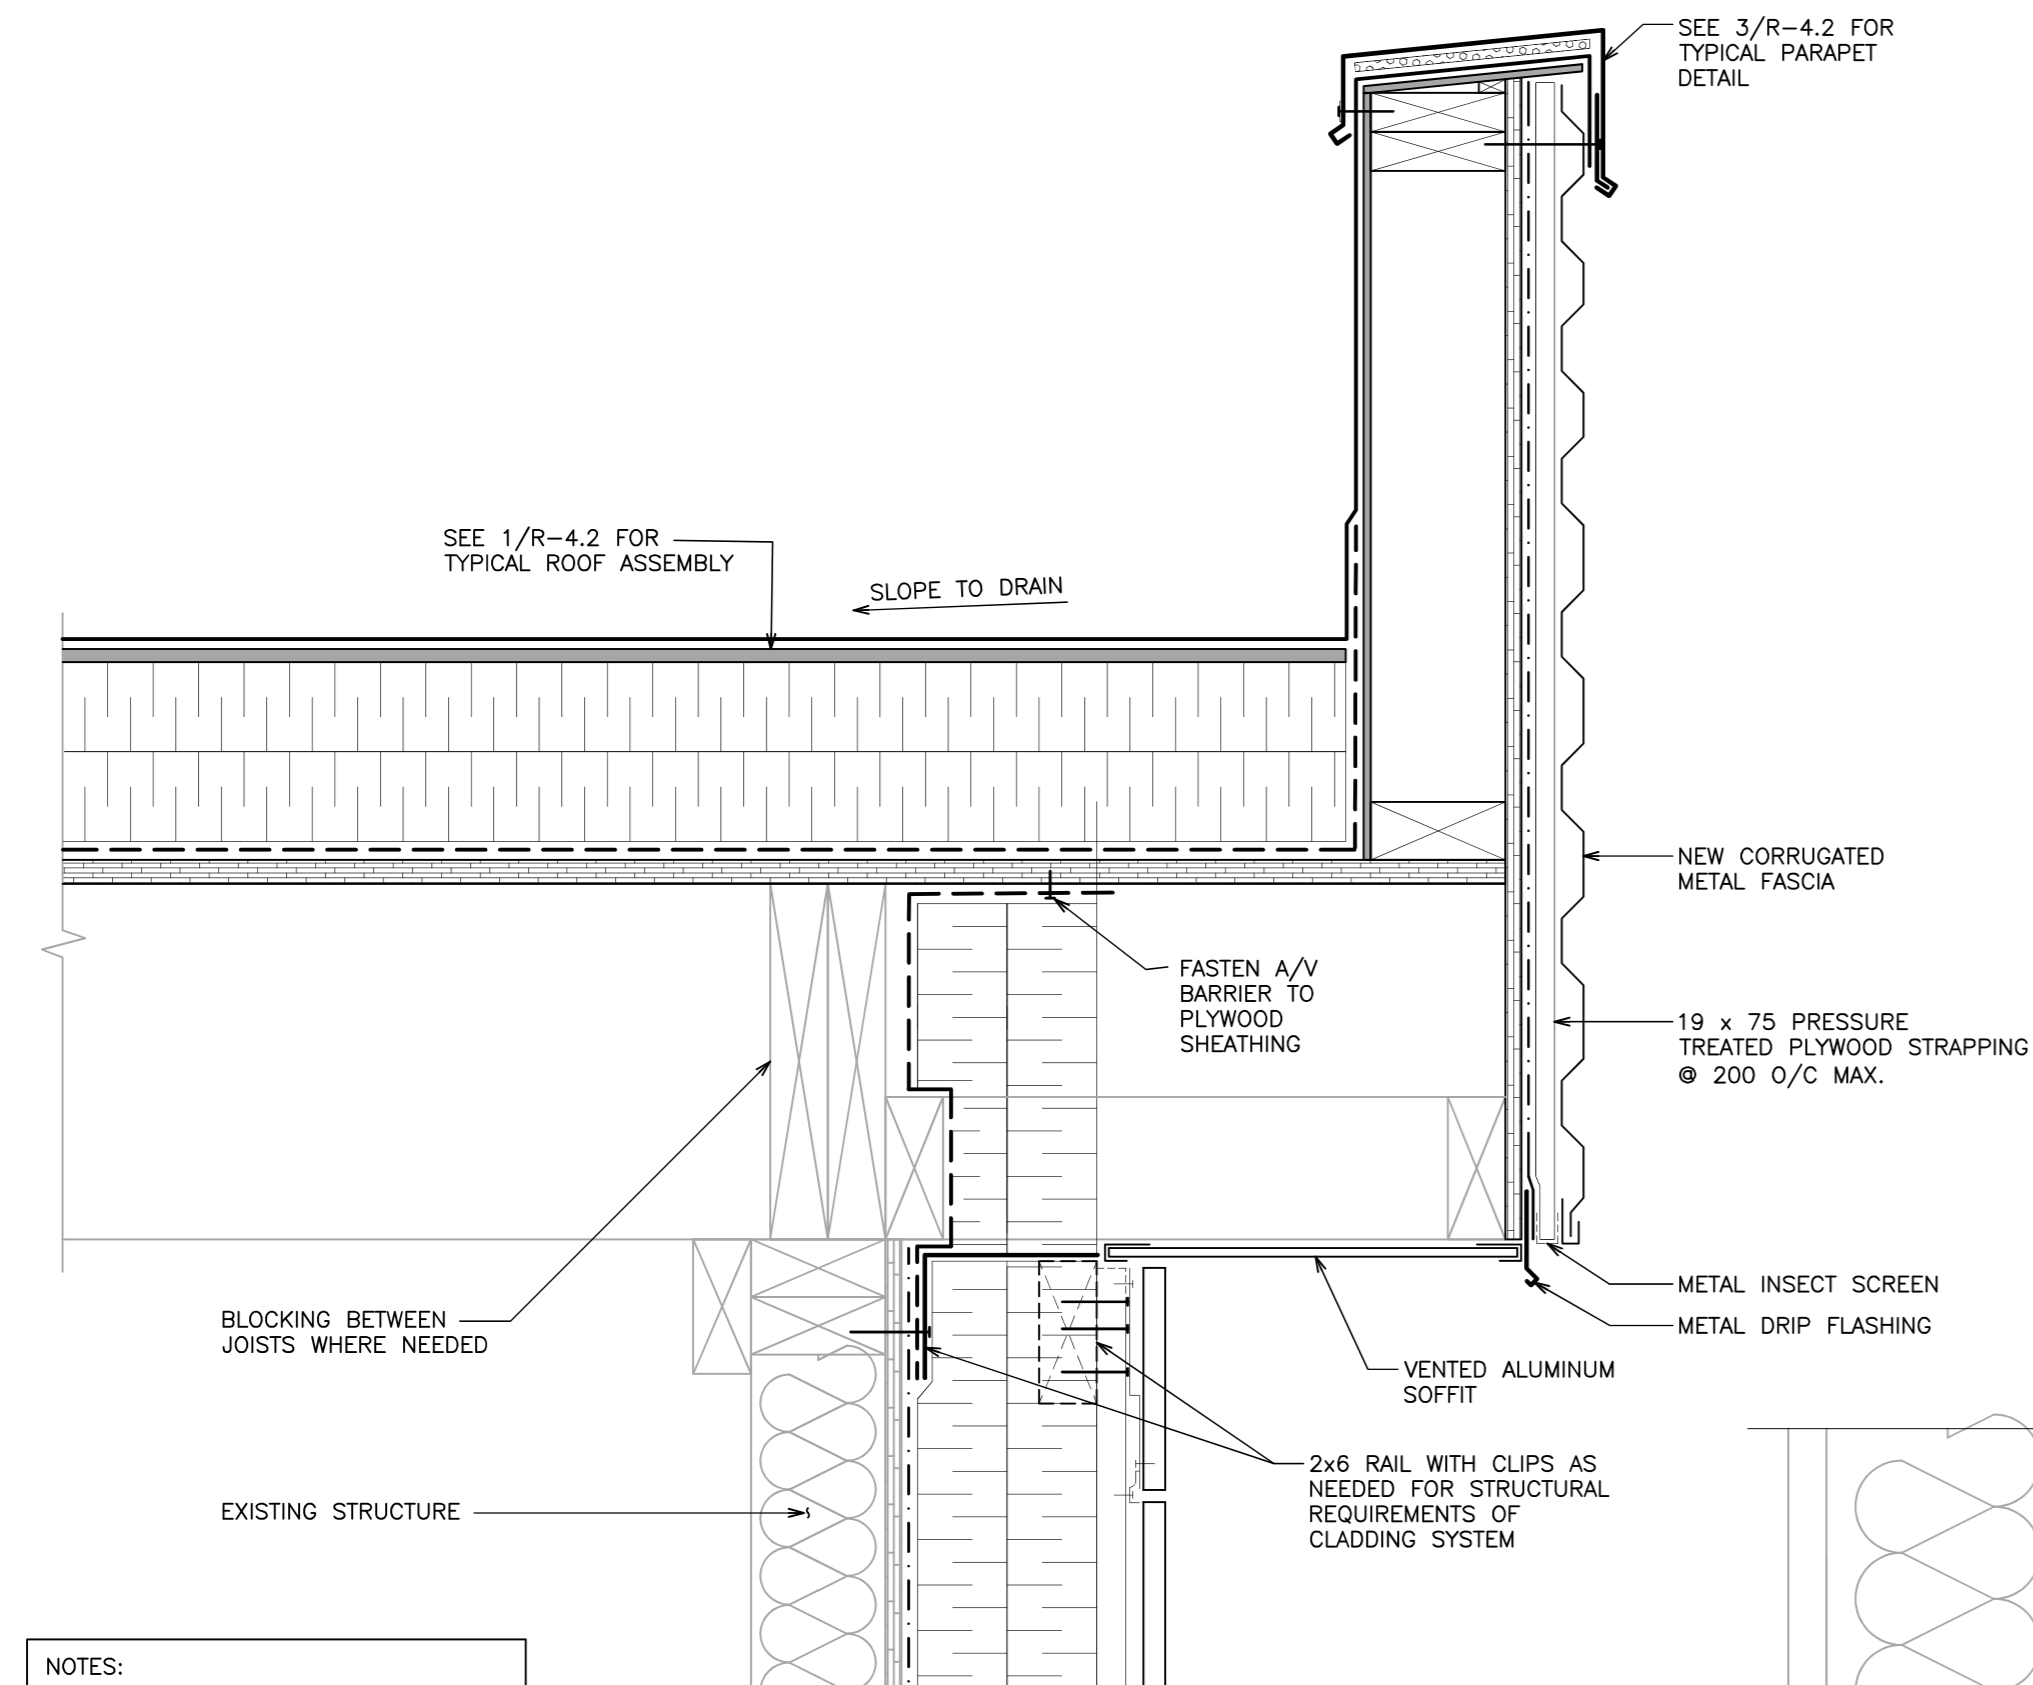 SEE 3/R-4.2 FOR
TYPICAL PARAPET
DETAIL
SEE 1/R-4.2 FOR
TYPICAL ROOF ASSEMBLY
SLOPE TO DRAIN
NEW CORRUGATED
METAL FASCIA
FASTEN A/V
BARRIER TO
PLYWOOD
SHEATHING
19 x 75 PRESSURE
TREATED PLYWOOD STRAPPING
@ 200 O/C MAX.
METAL INSECT SCREEN
METAL DRIP FLASHING
BLOCKING BETWEEN
JOISTS WHERE NEEDED
VENTED ALUMINUM
SOFFIT
2x6 RAIL WITH CLIPS AS
NEEDED FOR STRUCTURAL
REQUIREMENTS OF
CLADDING SYSTEM
EXISTING STRUCTURE
NOTES: